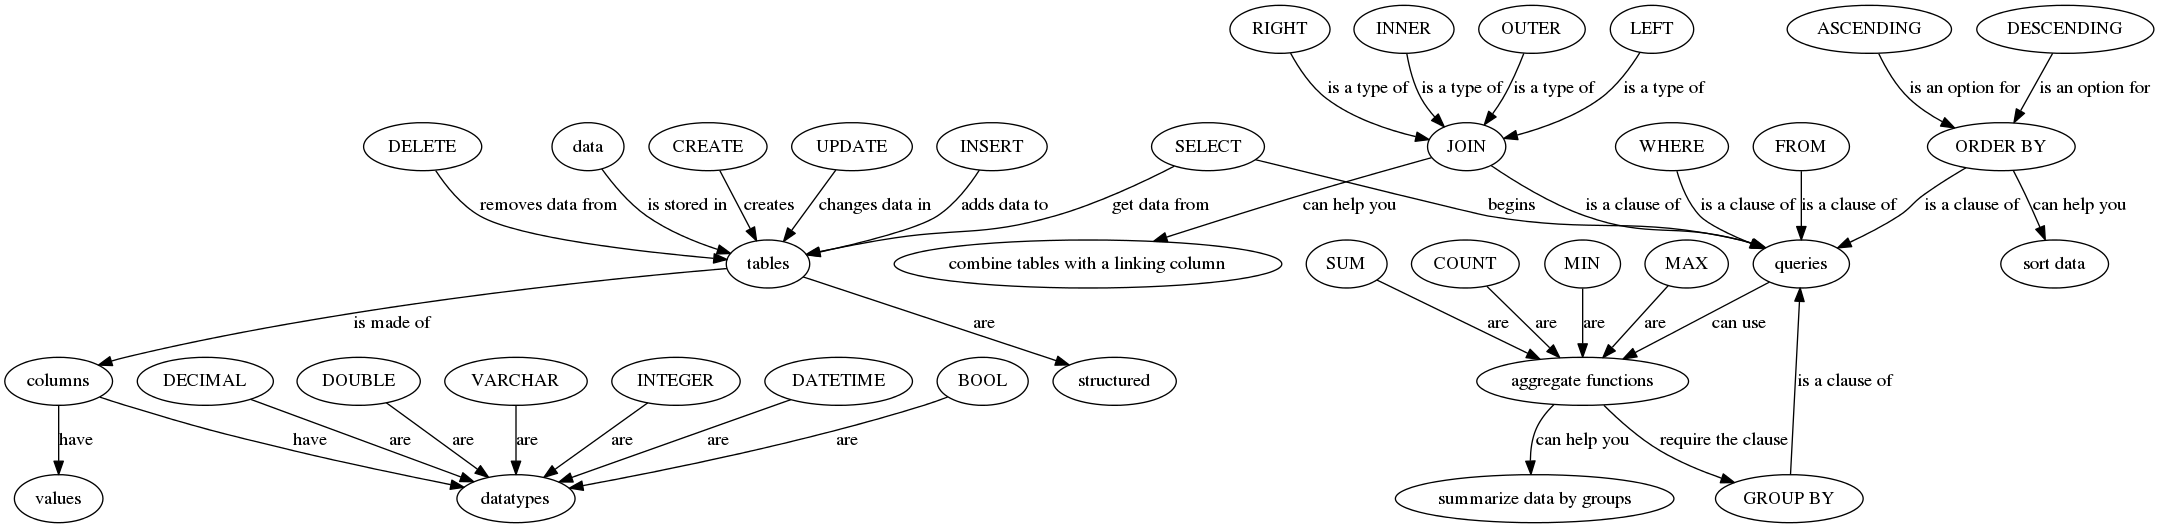 RIGHT
INNER
OUTER
LEFT
ASCENDING
DESCENDING
is a type of
is a type of
is a type of
is a type of
is an option for
is an option for
DELETE
data
CREATE
UPDATE
INSERT
SELECT
JOIN
WHERE
FROM
ORDER BY
removes data from
is stored in
creates
changes data in
adds data to
get data from
can help you
begins
is a clause of
is a clause of
is a clause of
is a clause of
can help you
tables
combine tables with a linking column
SUM
COUNT
MIN
MAX
queries
sort data
is made of
are
are
are
are
are
can use
columns
DECIMAL
DOUBLE
VARCHAR
INTEGER
DATETIME
BOOL
structured
aggregate functions
is a clause of
have
have
are
are
are
are
are
are
can help you
require the clause
values
datatypes
summarize data by groups
GROUP BY